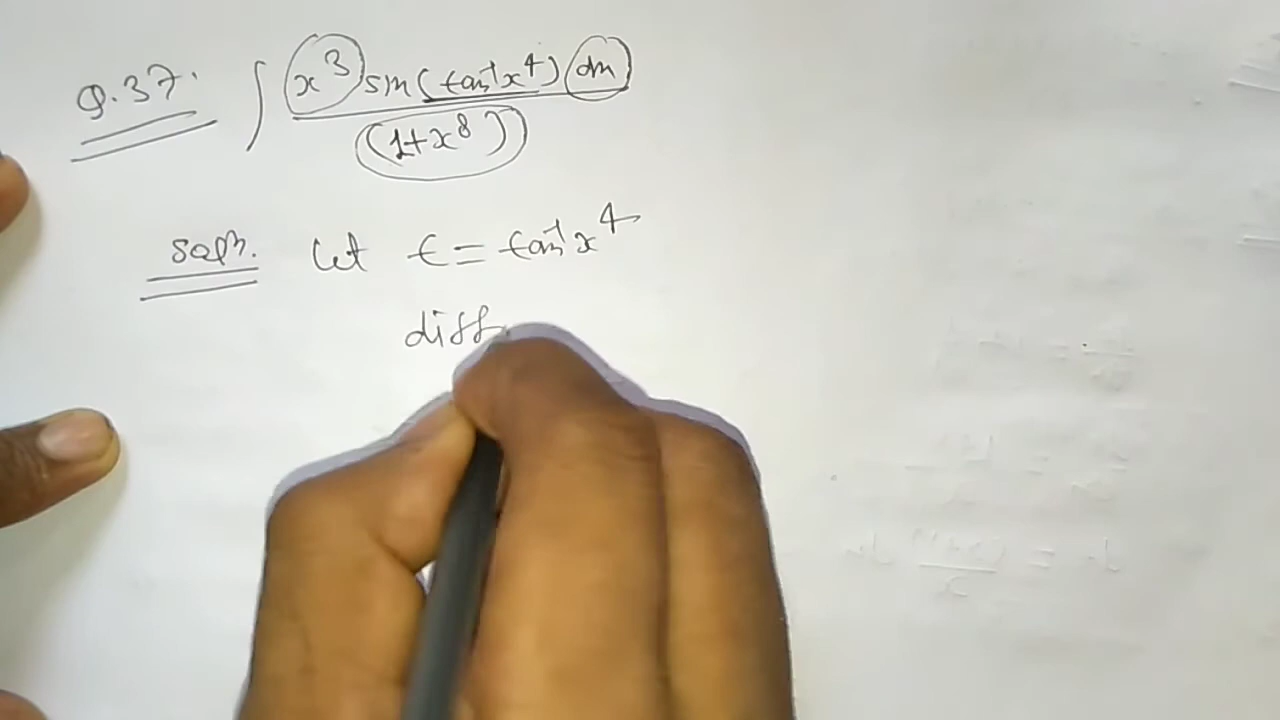 Q.37. ∫ x³ sin(tan⁻¹x⁴) dx / (1+x⁸)
Soln. Let t = tan⁻¹x⁴
diff